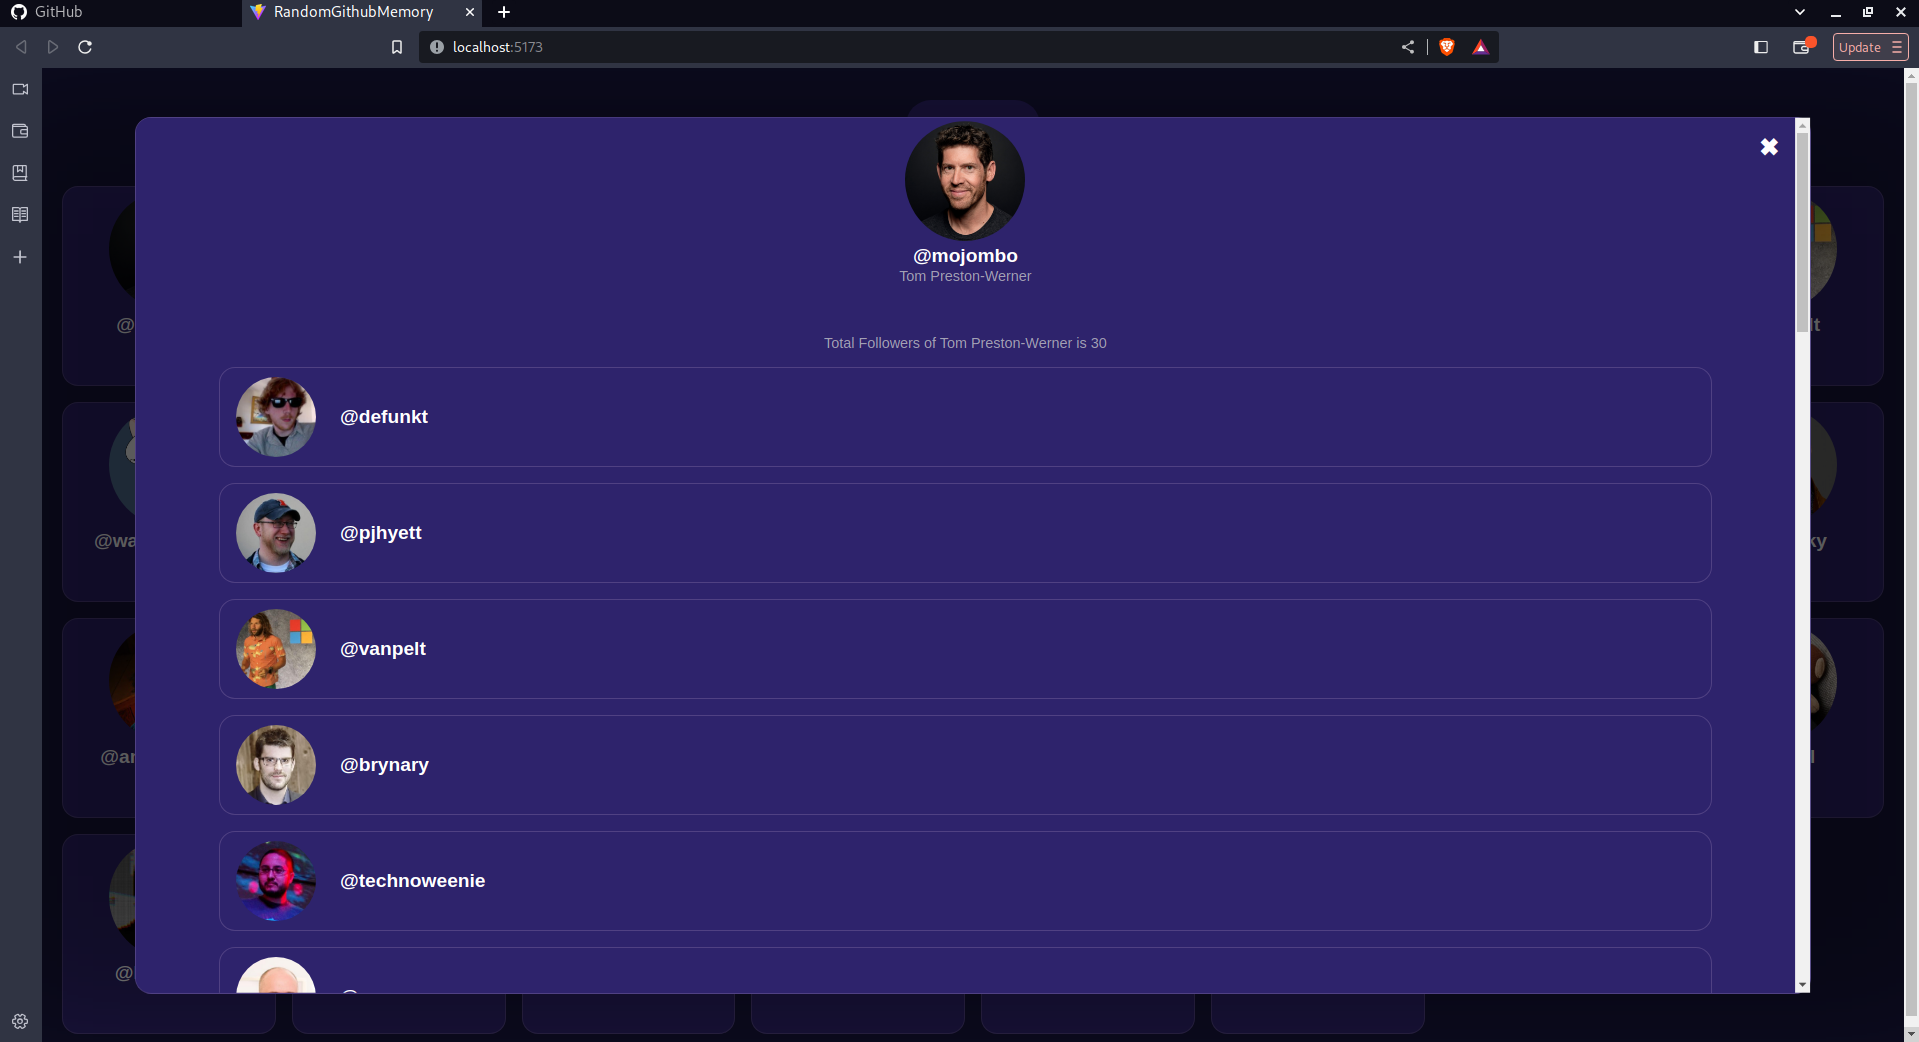 GitHub
RandomGithubMemory
localhost:5173
Update
@mojombo
Tom Preston-Werner
Total Followers of Tom Preston-Werner is 30
@defunkt
@pjhyett
@vanpelt
@brynary
@technoweenie
@
lt
@wa
ky
@ar
l
@